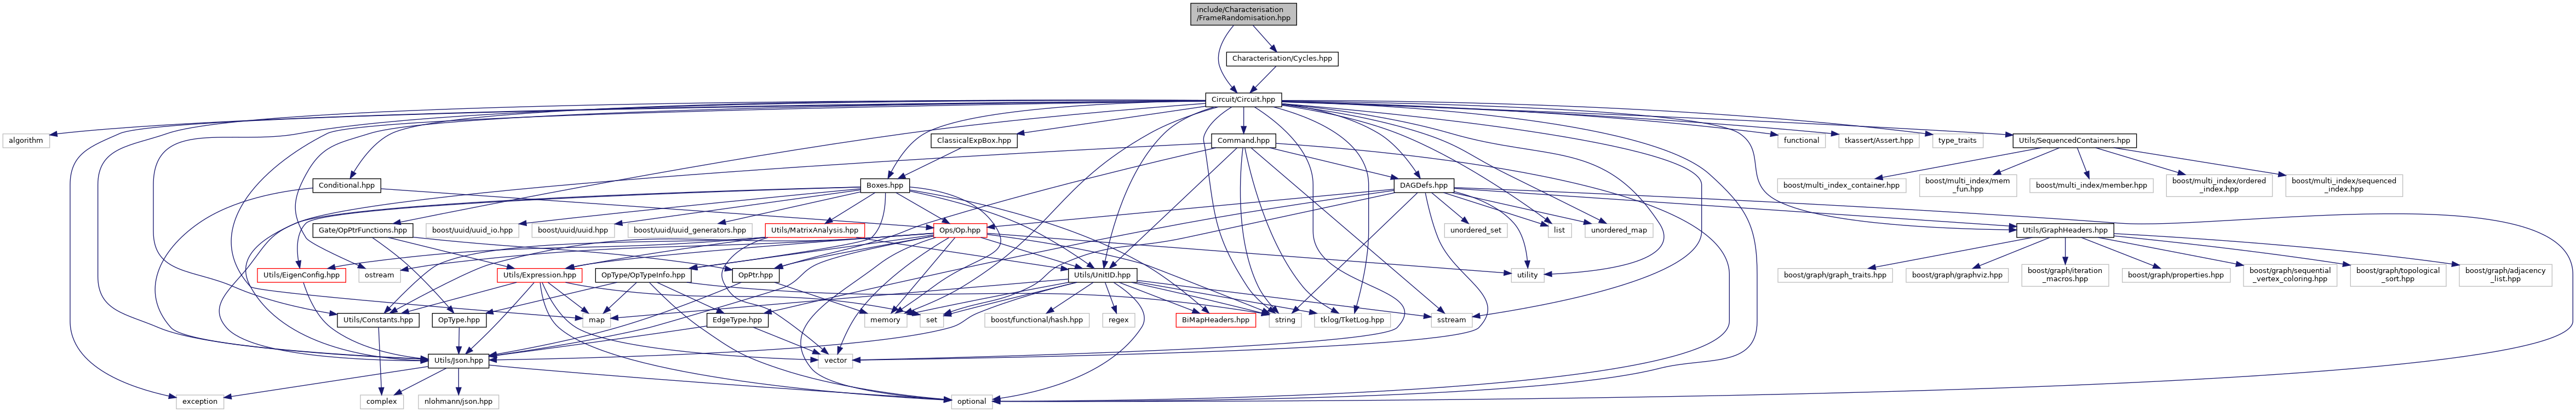 include/Characterisation
/FrameRandomisation.hpp
Characterisation/Cycles.hpp
Circuit/Circuit.hpp
algorithm
ClassicalExpBox.hpp
Command.hpp
functional
tkassert/Assert.hpp
type_traits
Utils/SequencedContainers.hpp
Conditional.hpp
Boxes.hpp
DAGDefs.hpp
boost/multi_index_container.hpp
boost/multi_index/mem
_fun.hpp
boost/multi_index/member.hpp
boost/multi_index/ordered
_index.hpp
boost/multi_index/sequenced
_index.hpp
Gate/OpPtrFunctions.hpp
boost/uuid/uuid_io.hpp
boost/uuid/uuid.hpp
boost/uuid/uuid_generators.hpp
Utils/MatrixAnalysis.hpp
Ops/Op.hpp
unordered_set
list
unordered_map
Utils/GraphHeaders.hpp
Utils/EigenConfig.hpp
ostream
Utils/Expression.hpp
OpType/OpTypeInfo.hpp
OpPtr.hpp
Utils/UnitID.hpp
utility
boost/graph/graph_traits.hpp
boost/graph/graphviz.hpp
boost/graph/iteration
_macros.hpp
boost/graph/properties.hpp
boost/graph/sequential
_vertex_coloring.hpp
boost/graph/topological
_sort.hpp
boost/graph/adjacency
_list.hpp
Utils/Constants.hpp
OpType.hpp
map
EdgeType.hpp
memory
set
boost/functional/hash.hpp
regex
BiMapHeaders.hpp
string
tklog/TketLog.hpp
sstream
Utils/Json.hpp
vector
exception
complex
nlohmann/json.hpp
optional